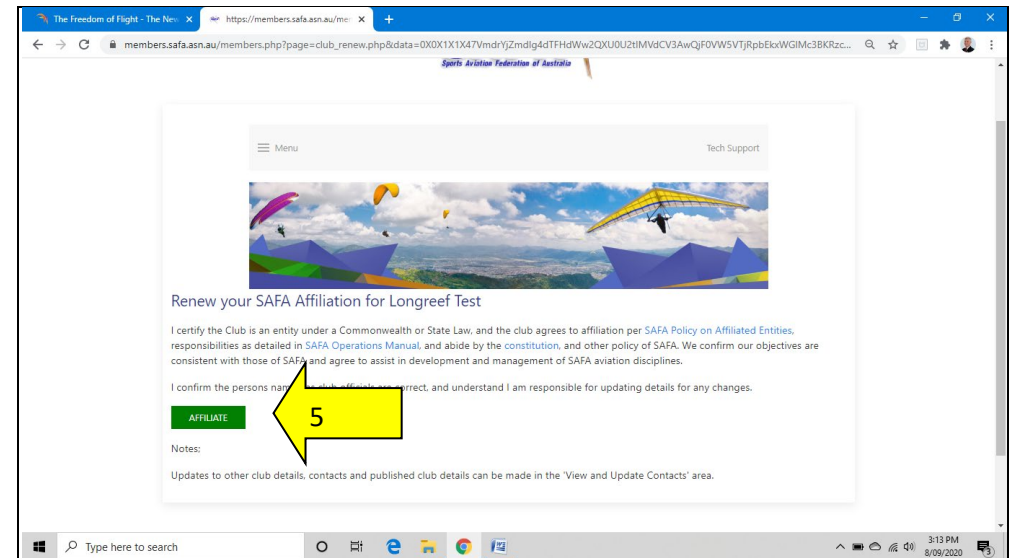 The Freedom of Flight - The New
https://members.safa.asn.au/mem
members.safa.asn.au/members.php?page=club_renew.php&data=0X0X1X1X47VmdrYjZmdIg4dTFHdWw2QXU0U2tIMVdCV3AwQjF0VW5VTjRpbEkxWGlMc3BKRzc...
Sports Aviation Federation of Australia
Menu
Tech Support
Renew your SAFA Affiliation for Longreef Test
I certify the Club is an entity under a Commonwealth or State Law, and the club agrees to affiliation per SAFA Policy on Affiliated Entities,
responsibilities as detailed in SAFA Operations Manual, and abide by the constitution, and other policy of SAFA. We confirm our objectives are
consistent with those of SAFA and agree to assist in development and management of SAFA aviation disciplines.
I confirm the persons club officials are correct, and understand I am responsible for updating details for any changes.
AFFILIATE
5
Notes:
Updates to other club details, contacts and published club details can be made in the 'View and Update Contacts' area.
Type here to search
3:13 PM
8/09/2020
3